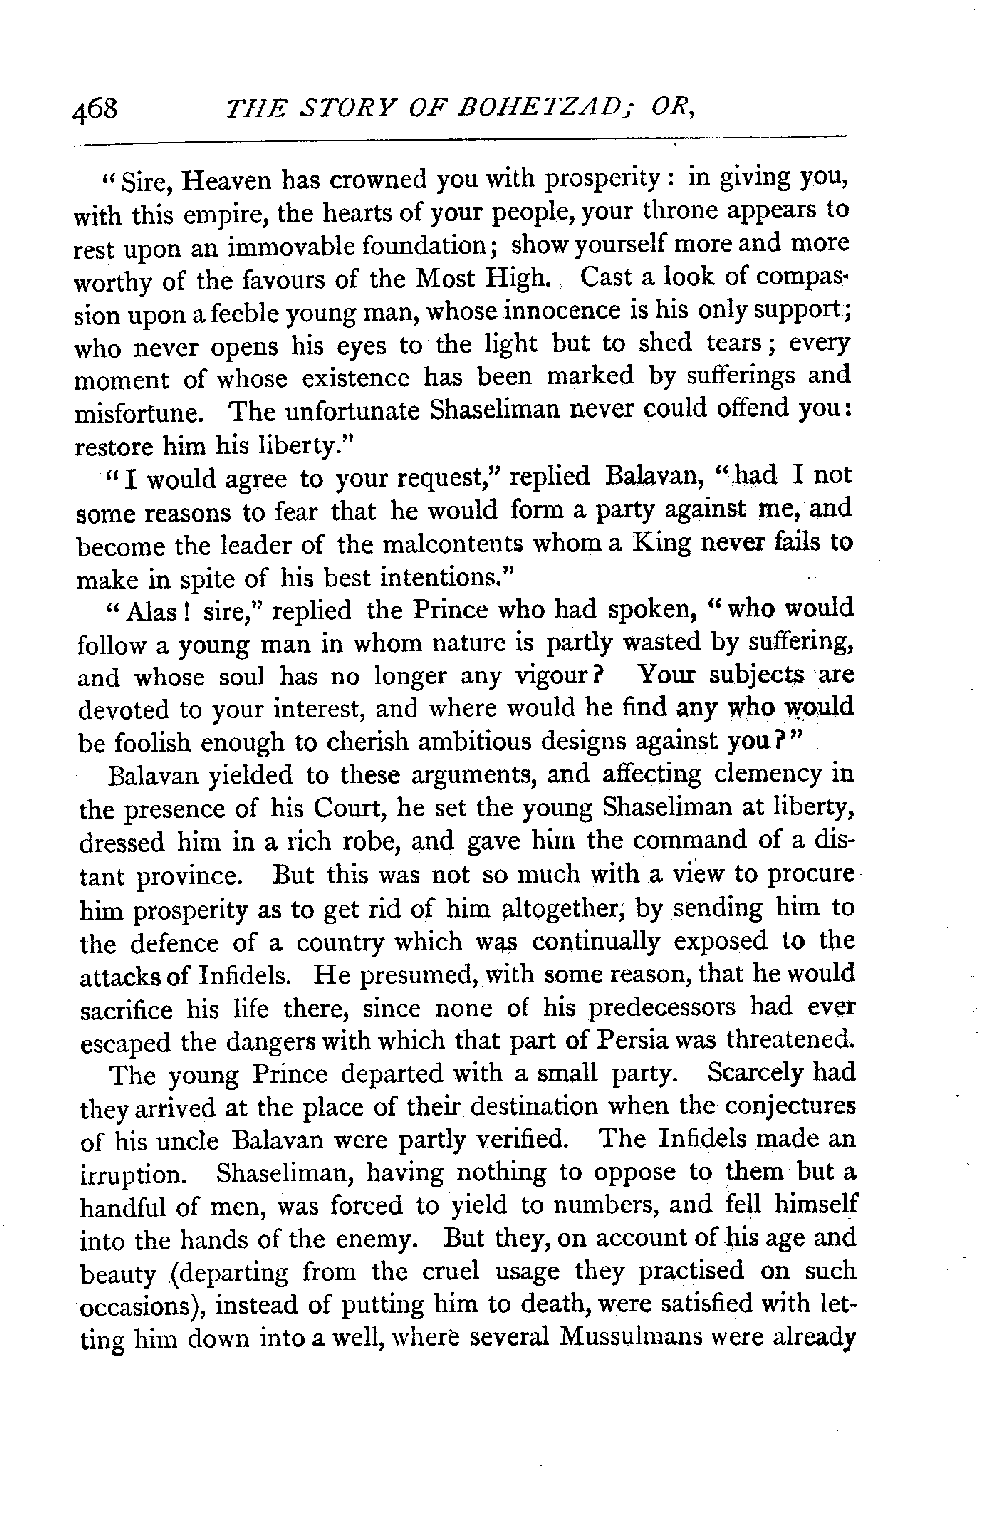 468 THE STORY OF BOHETZAD; OR,
"Sire, Heaven has crowned you with prosperity: in giving you,
with this empire, the hearts of your people, your throne appears to
rest upon an immovable foundation; show yourself more and more
worthy of the favours of the Most High. Cast a look of compas-
sion upon a feeble young man, whose innocence is his only support;
who never opens his eyes to the light but to shed tears; every
moment of whose existence has been marked by sufferings and
misfortune. The unfortunate Shaseliman never could offend you:
restore him his liberty."
"I would agree to your request," replied Balavan, "had I not
some reasons to fear that he would form a party against me, and
become the leader of the malcontents whom a King never fails to
make in spite of his best intentions."
"Alas! sire," replied the Prince who had spoken, "who would
follow a young man in whom nature is partly wasted by suffering,
and whose soul has no longer any vigour? Your subjects are
devoted to your interest, and where would he find any who would
be foolish enough to cherish ambitious designs against you?"
Balavan yielded to these arguments, and affecting clemency in
the presence of his Court, he set the young Shaseliman at liberty,
dressed him in a rich robe, and gave him the command of a dis-
tant province. But this was not so much with a view to procure
him prosperity as to get rid of him altogether, by sending him to
the defence of a country which was continually exposed to the
attacks of Infidels. He presumed, with some reason, that he would
sacrifice his life there, since none of his predecessors had ever
escaped the dangers with which that part of Persia was threatened.
The young Prince departed with a small party. Scarcely had
they arrived at the place of their destination when the conjectures
of his uncle Balavan were partly verified. The Infidels made an
irruption. Shaseliman, having nothing to oppose to them but a
handful of men, was forced to yield to numbers, and fell himself
into the hands of the enemy. But they, on account of his age and
beauty (departing from the cruel usage they practised on such
occasions), instead of putting him to death, were satisfied with let-
ting him down into a well, where several Mussulmans were already